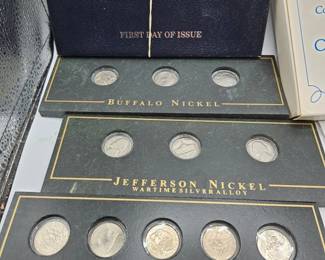 FIRST DAY OF ISSUE
BUFFALO NICKEL
JEFFERSON NICKEL
WARTIME SILVER ALLOY